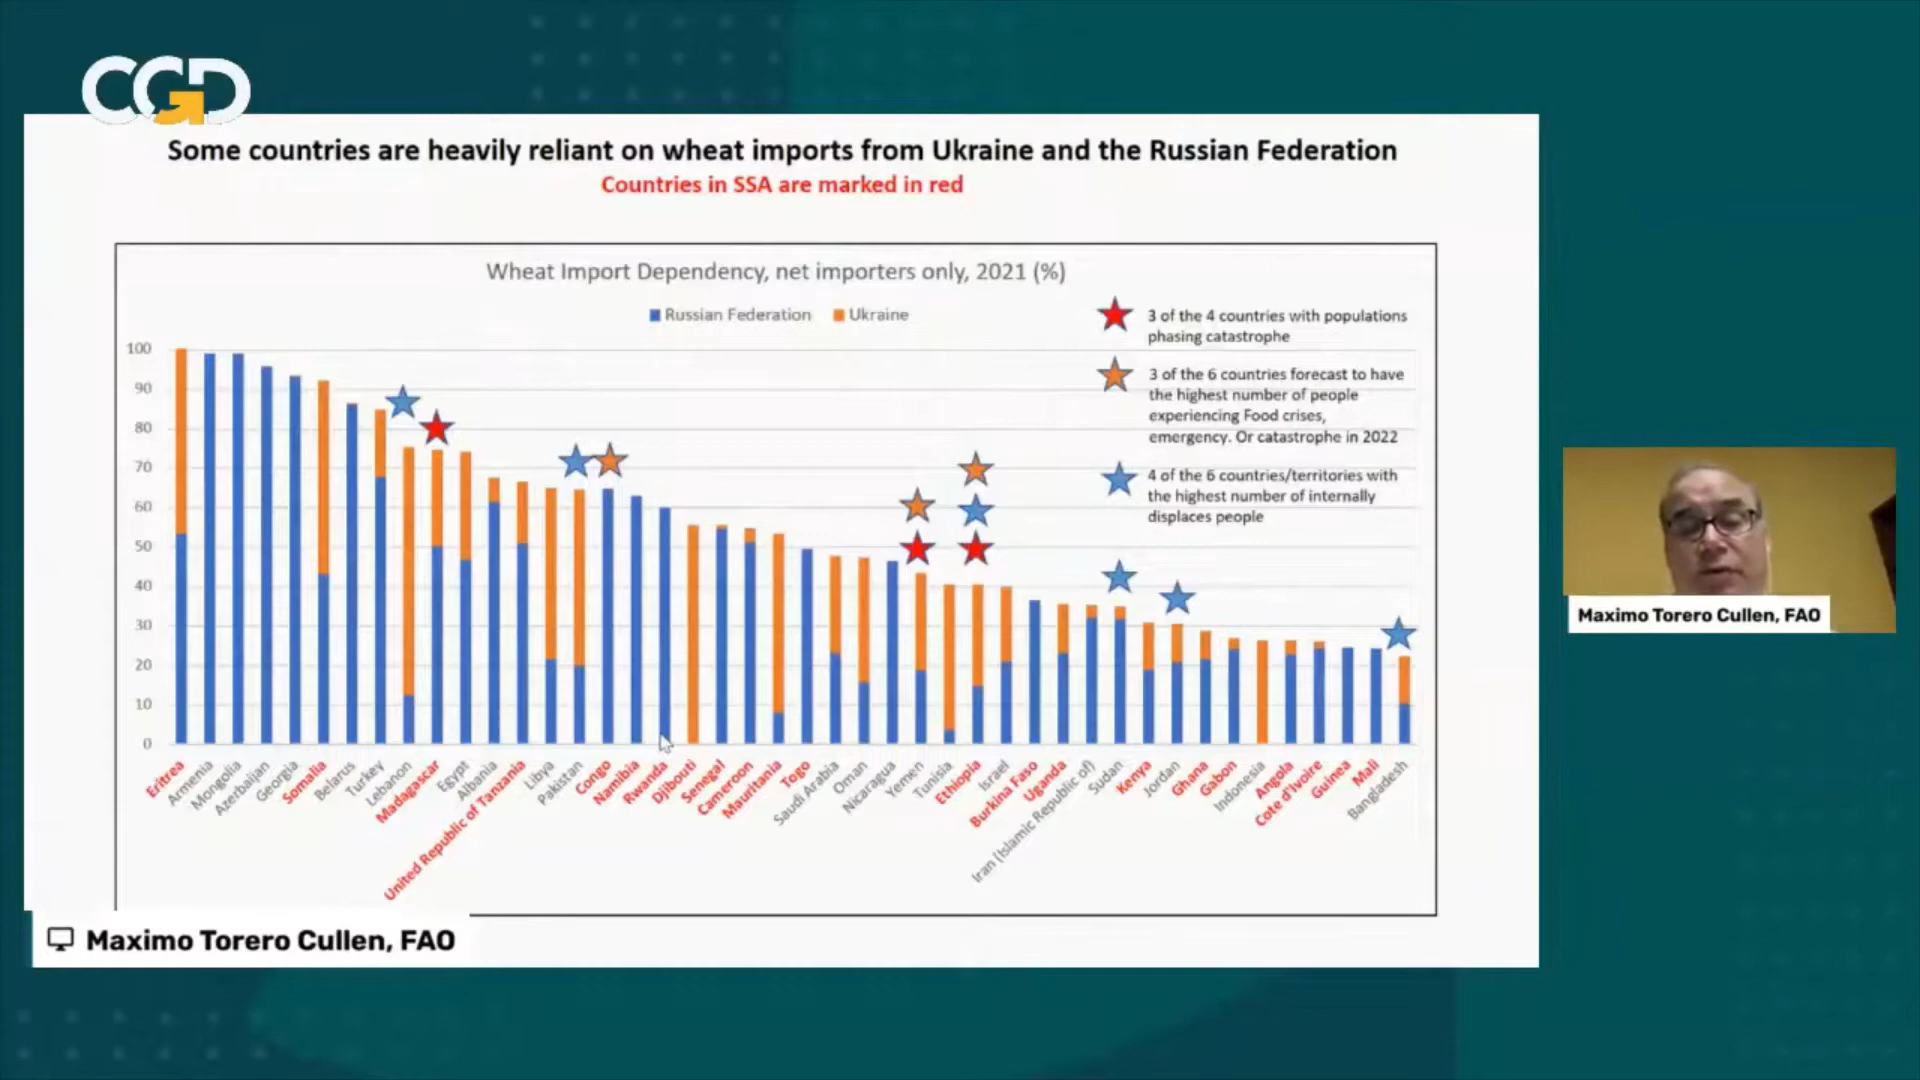 CGD
Some countries are heavily reliant on wheat imports from Ukraine and the Russian Federation
Countries in SSA are marked in red
Wheat Import Dependency, net importers only, 2021 (%)
Russian Federation Ukraine
3 of the 4 countries with populations
phasing catastrophe
3 of the 6 countries forecast to have
the highest number of people
experiencing Food crises,
emergency. Or catastrophe in 2022
4 of the 6 countries/territories with
the highest number of internally
displaces people
100
90
80
70
60
50
40
30
20
10
0
Eritrea
Armenia
Mongolia
Azerbaijan
Georgia
Somalia
Belarus
Turkey
Lebanon
Madagascar
Egypt
Albania
United Republic of Tanzania
Libya
Pakistan
Congo
Namibia
Rwanda
Djibouti
Senegal
Cameroon
Mauritania
Togo
Saudi Arabia
Oman
Nicaragua
Yemen
Tunisia
Ethiopia
Israel
Burkina Faso
Uganda
Iran (Islamic Republic of)
Sudan
Kenya
Jordan
Ghana
Gabon
Indonesia
Angola
Cote d'Ivoire
Guinea
Mali
Bangladesh
Maximo Torero Cullen, FAO
Maximo Torero Cullen, FAO